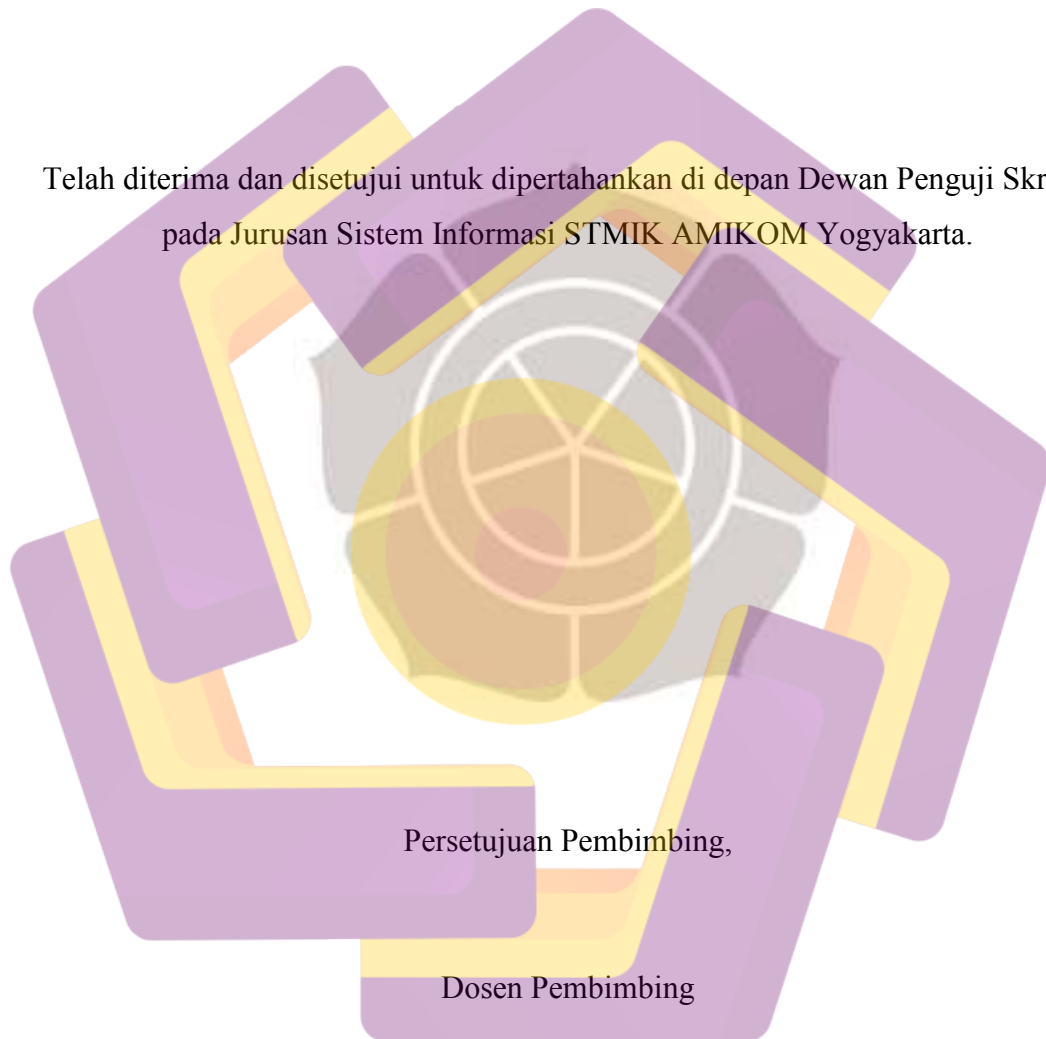 Telah diterima dan disetujui untuk dipertahankan di depan Dewan Penguji Skr
pada Jurusan Sistem Informasi STMIK AMIKOM Yogyakarta.
Persetujuan Pembimbing,
Dosen Pembimbing